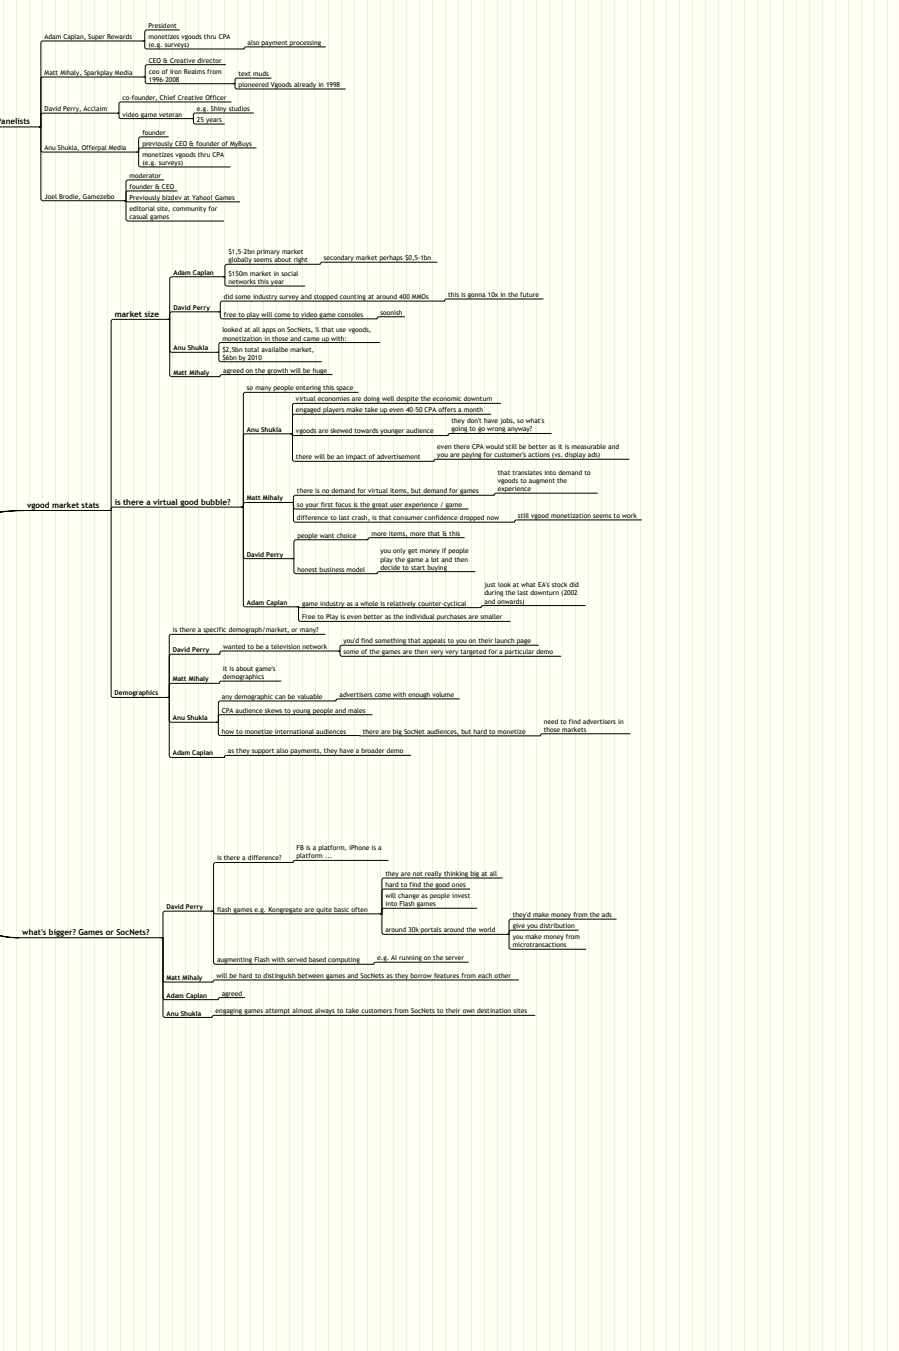 Panelists
Adam Caplan, Super Rewards
President
monetizes vgoods thru CPA
(e.g. surveys)
also payment processing
Matt Mihaly, Sparkplay Media
CEO & Creative director
ceo of Iron Realms from
1996-2008
text muds
pioneered Vgoods already in 1998
David Perry, Acclaim
co-founder, Chief Creative Officer
video game veteran
e.g. Shiny studios
25 years
Anu Shukla, Offerpal Media
founder
previously CEO & founder of MyBuys
monetizes vgoods thru CPA
(e.g. surveys)
Joel Brodie, Gamezebo
moderator
founder & CEO
Previously bizdev at Yahoo! Games
editorial site, community for
casual games
vgood market stats
market size
Adam Caplan
$1,5-2bn primary market
globally seems about right
secondary market perhaps $0,5-1bn
$150m market in social
networks this year
David Perry
did some industry survey and stopped counting at around 400 MMOs
this is gonna 10x in the future
free to play will come to video game consoles
soonish
Anu Shukla
looked at all apps on SocNets, % that use vgoods,
monetization in those and came up with:
$2,5bn total availalbe market,
$6bn by 2010
Matt Mihaly
agreed on the growth will be huge
is there a virtual good bubble?
so many people entering this space
Anu Shukla
virtual economies are doing well despite the economic downturn
engaged players make take up even 40-50 CPA offers a month
vgoods are skewed towards younger audience
they don't have jobs, so what's
going to go wrong anyway?
there will be an impact of advertisement
even there CPA would still be better as it is measurable and
you are paying for customer's actions (vs. display ads)
Matt Mihaly
there is no demand for virtual items, but demand for games
that translates into demand to
vgoods to augment the
experience
so your first focus is the great user experience / game
difference to last crash, is that consumer confidence dropped now
still vgood monetization seems to work
David Perry
people want choice
more items, more that & this
honest business model
you only get money if people
play the game a lot and then
decide to start buying
Adam Caplan
game industry as a whole is relatively counter-cyclical
just look at what EA's stock did
during the last downturn (2002
and onwards)
Free to Play is even better as the individual purchases are smaller
Demographics
is there a specific demograph/market, or many?
David Perry
wanted to be a television network
you'd find something that appeals to you on their launch page
some of the games are then very very targeted for a particular demo
Matt Mihaly
It is about game's
demographics
Anu Shukla
any demographic can be valuable
advertisers come with enough volume
CPA audience skews to young people and males
how to monetize International audiences
there are big SocNet audiences, but hard to monetize
need to find advertisers in
those markets
Adam Caplan
as they support also payments, they have a broader demo
what's bigger? Games or SocNets?
David Perry
is there a difference?
FB is a platform, iPhone is a
platform ...
flash games e.g. Kongregate are quite basic often
they are not really thinking big at all
hard to find the good ones
will change as people invest
into Flash games
around 30k portals around the world
they'd make money from the ads
give you distribution
you make money from
microtransactions
augmenting Flash with served based computing
e.g. AI running on the server
Matt Mihaly
will be hard to distinguish between games and SocNets as they borrow features from each other
Adam Caplan
agreed
Anu Shukla
engaging games attempt almost always to take customers from SocNets to their own destination sites